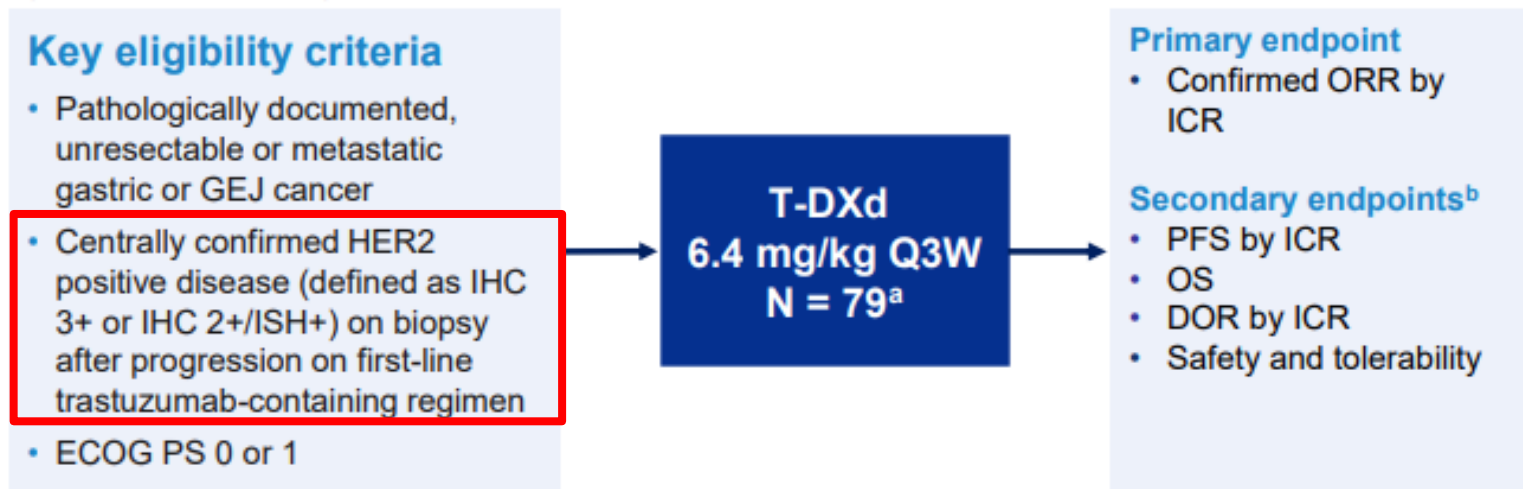 Key eligibility criteria
• Pathologically documented,
unresectable or metastatic
gastric or GEJ cancer
• Centrally confirmed HER2
positive disease (defined as IHC
3+ or IHC 2+/ISH+) on biopsy
after progression on first-line
trastuzumab-containing regimen
• ECOG PS 0 or 1
T-DXd
6.4 mg/kg Q3W
N = 79ᵃ
Primary endpoint
• Confirmed ORR by
ICR
Secondary endpointsᵇ
• PFS by ICR
• OS
• DOR by ICR
• Safety and tolerability